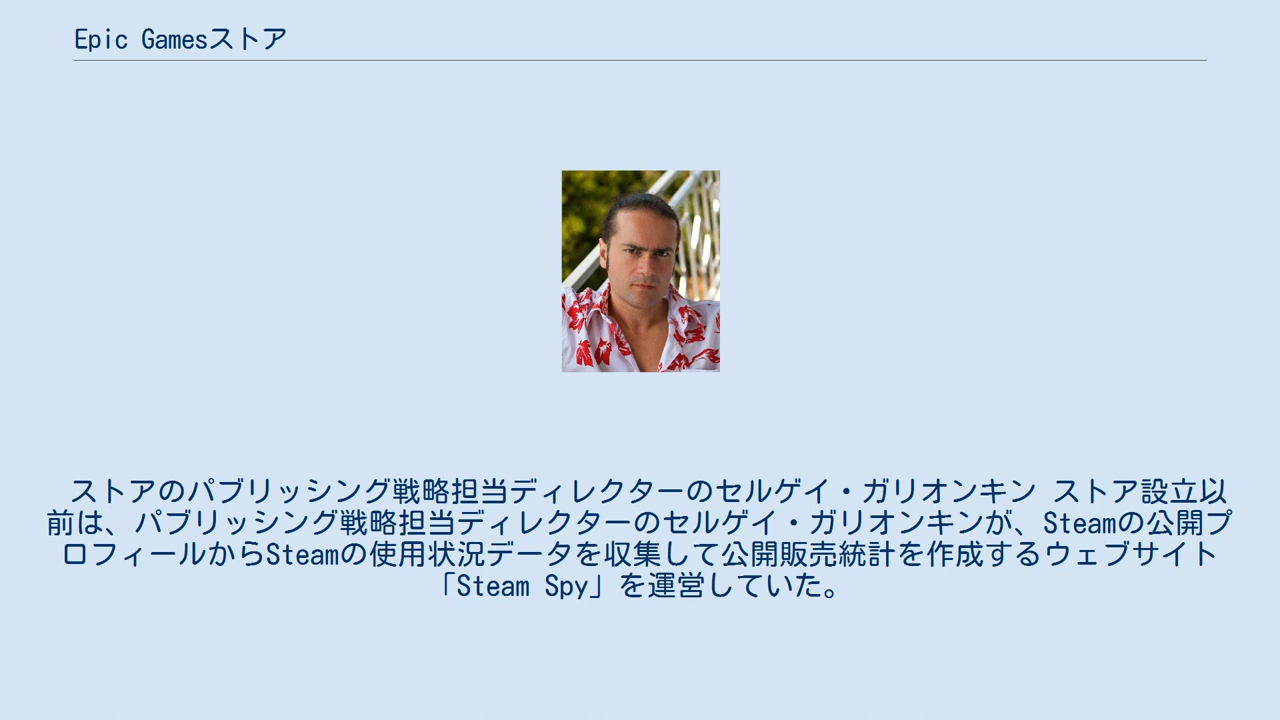 Epic Gamesストア
ストアのパブリッシング戦略担当ディレクターのセルゲイ・ガリオンキン ストア設立以
前は、パブリッシング戦略担当ディレクターのセルゲイ・ガリオンキンが、Steamの公開プ
ロフィールからSteamの使用状況データを収集して公開販売統計を作成するウェブサイト
「Steam Spy」を運営していた。